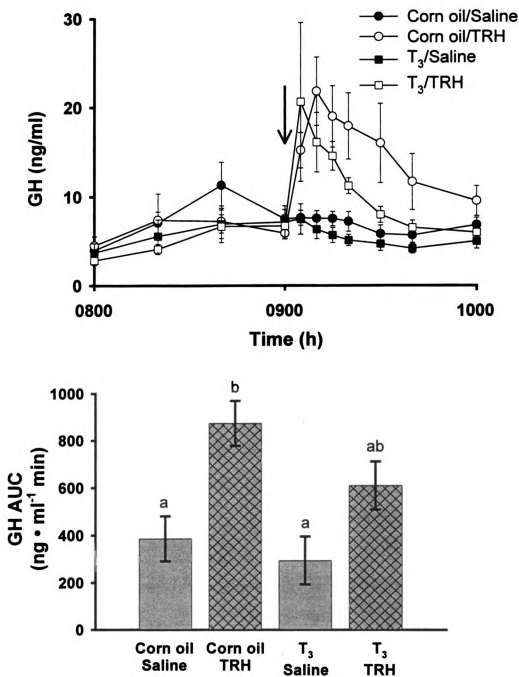 Corn oil/Saline
Corn oil/TRH
T₃/Saline
T₃/TRH
30
20
10
0
GH (ng/ml)
0800
0900
1000
Time (h)
1000
800
600
400
200
0
GH AUC
(ng • ml⁻¹ min)
a
b
a
ab
Corn oil Corn oil T₃ T₃
Saline TRH Saline TRH